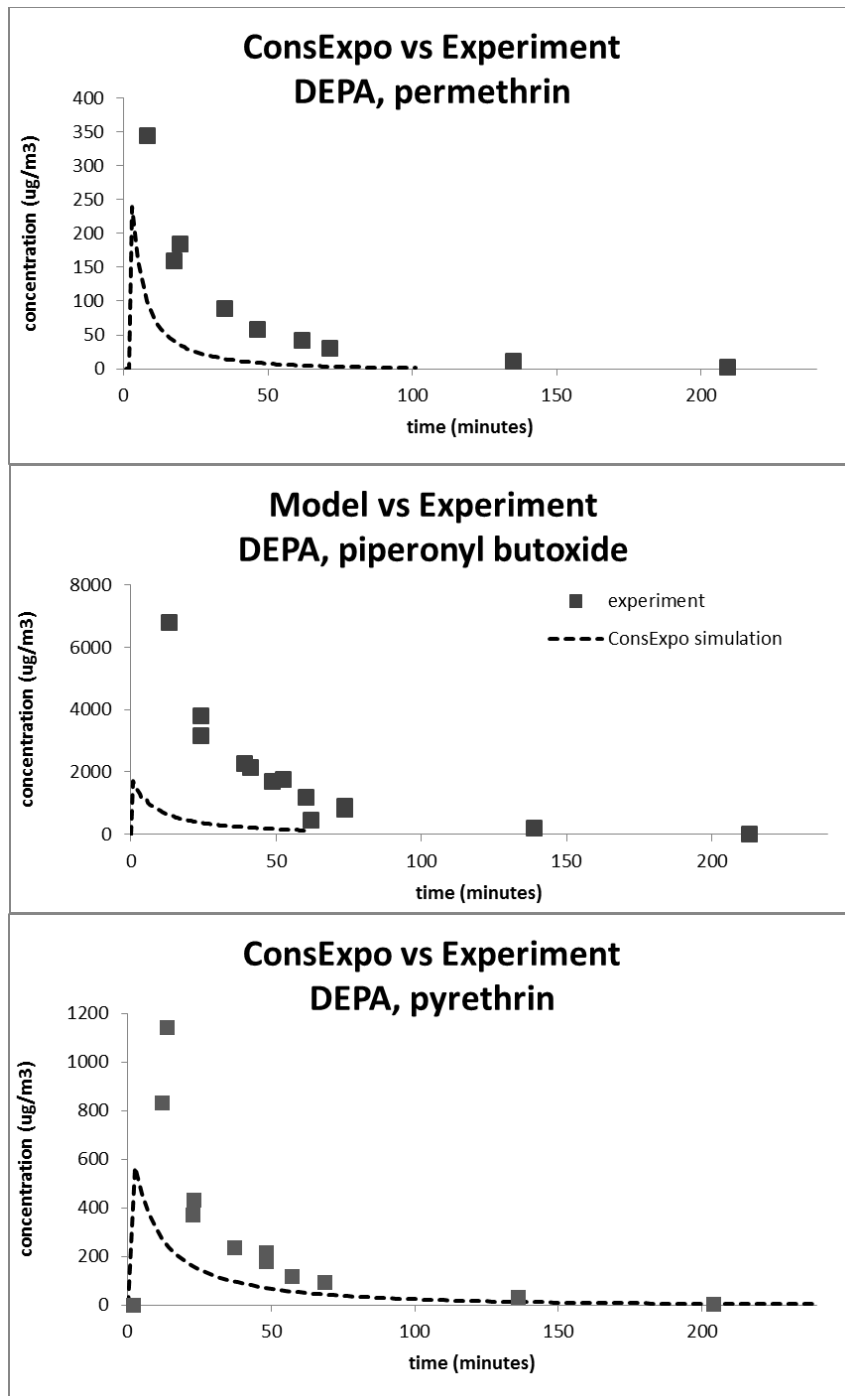 ConsExpo vs Experiment
DEPA, permethrin
concentration (ug/m3)
400
350
300
250
200
150
100
50
0
0 50 100 150 200
time (minutes)
Model vs Experiment
DEPA, piperonyl butoxide
concentration (ug/m3)
8000
6000
4000
2000
0
experiment
ConsExpo simulation
0 50 100 150 200
time (minutes)
ConsExpo vs Experiment
DEPA, pyrethrin
concentration (ug/m3)
1200
1000
800
600
400
200
0
0 50 100 150 200
time (minutes)